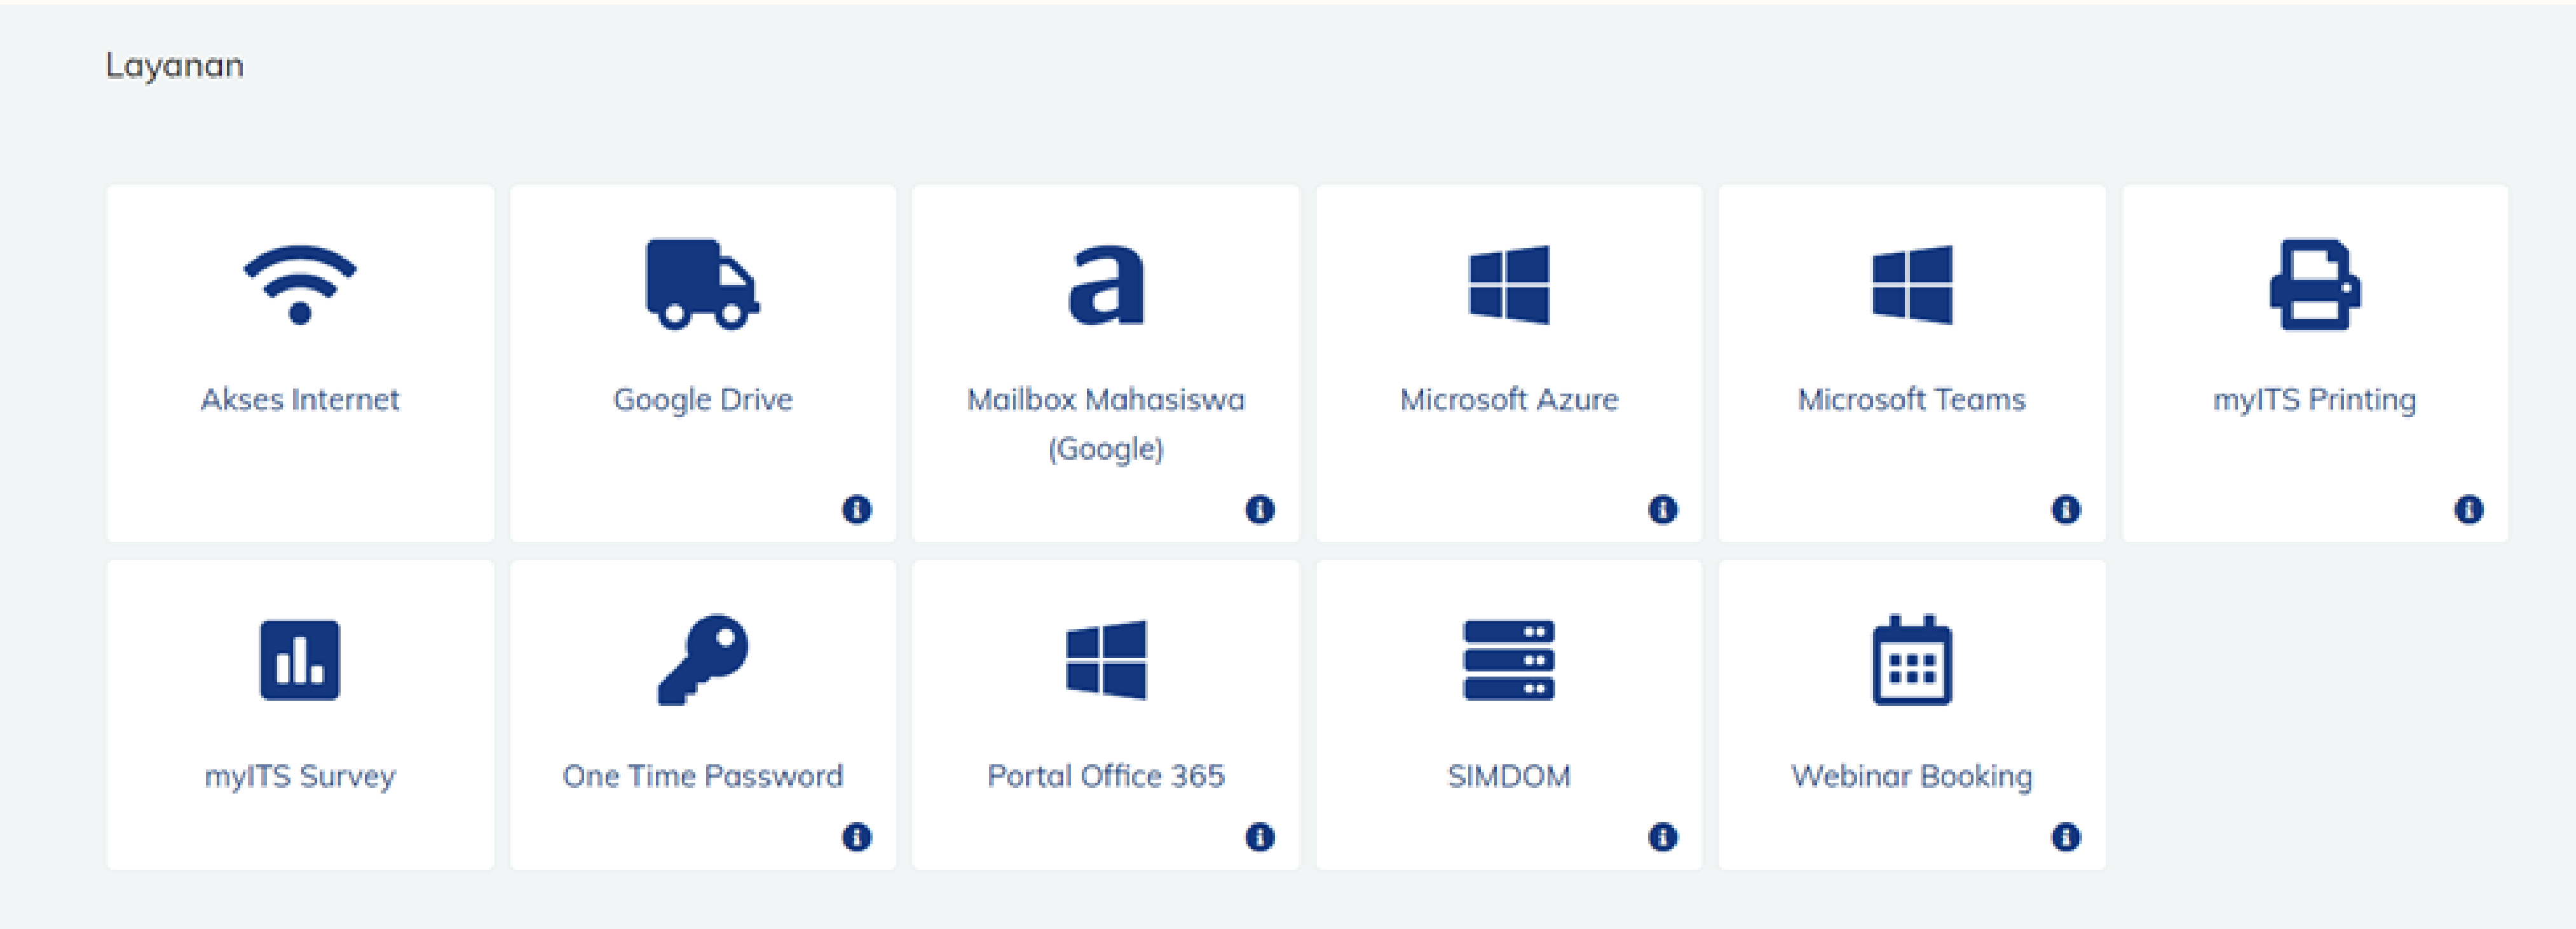 Layanan
Akses Internet
Google Drive
Mailbox Mahasiswa
(Google)
Microsoft Azure
Microsoft Teams
myITS Printing
myITS Survey
One Time Password
Portal Office 365
SIMDOM
Webinar Booking